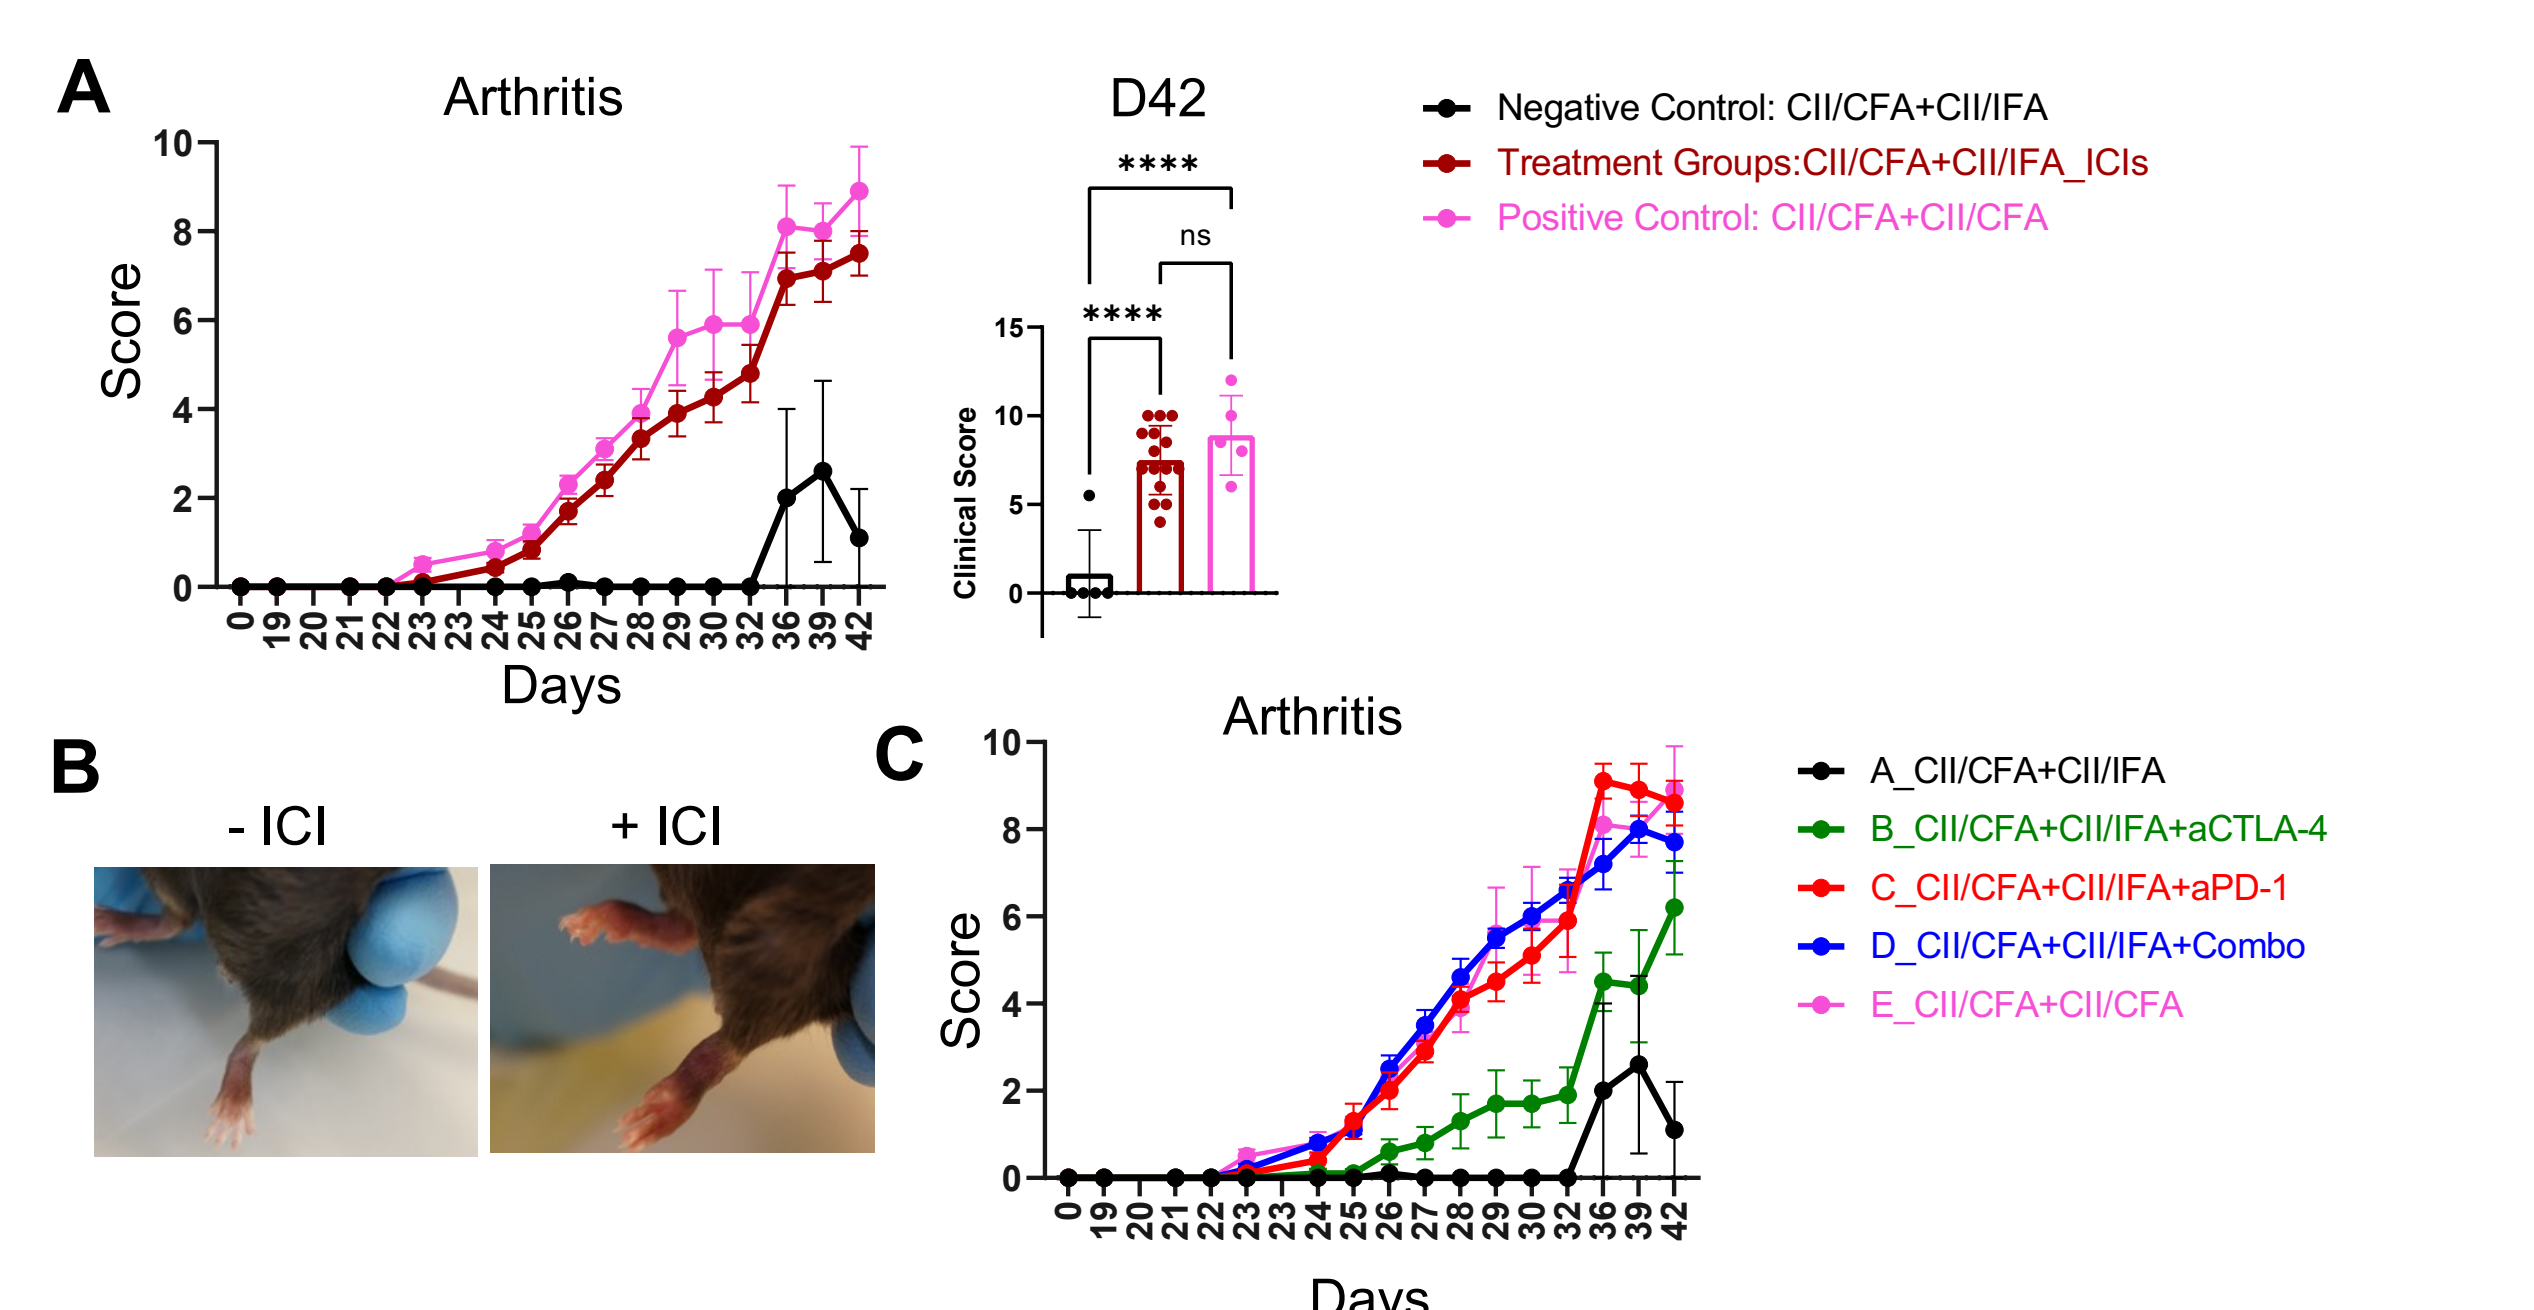 A
Arthritis
Score
10
8
6
4
2
0
0 19 20 21 22 23 23 24 25 26 27 28 29 30 32 36 39 42
Days
D42
****
ns
****
Clinical Score
15
10
5
0
Negative Control: CII/CFA+CII/IFA
Treatment Groups:CII/CFA+CII/IFA_ICIs
Positive Control: CII/CFA+CII/CFA
B
- ICI
+ ICI
C
Arthritis
Score
10
8
6
4
2
0
0 19 20 21 22 23 23 24 25 26 27 28 29 30 32 36 39 42
Days
A_CII/CFA+CII/IFA
B_CII/CFA+CII/IFA+aCTLA-4
C_CII/CFA+CII/IFA+aPD-1
D_CII/CFA+CII/IFA+Combo
E_CII/CFA+CII/CFA